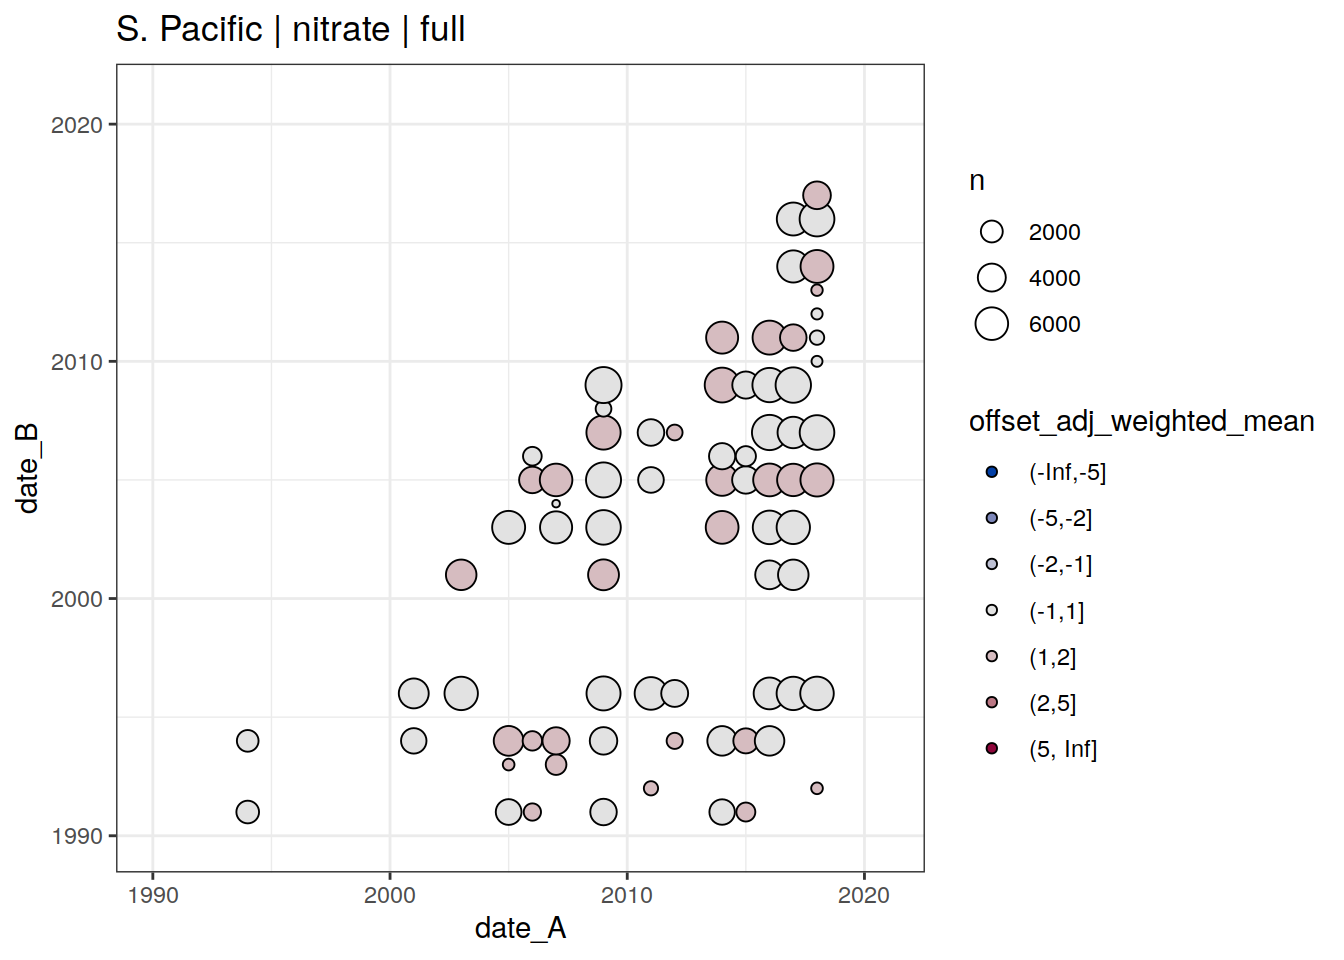 S. Pacific | nitrate | full
date_B
2020
2010
2000
1990
1990 2000 2010 2020
date_A
n
2000
4000
6000
offset_adj_weighted_mean
(-Inf,-5]
(-5,-2]
(-2,-1]
(-1,1]
(1,2]
(2,5]
(5, Inf]